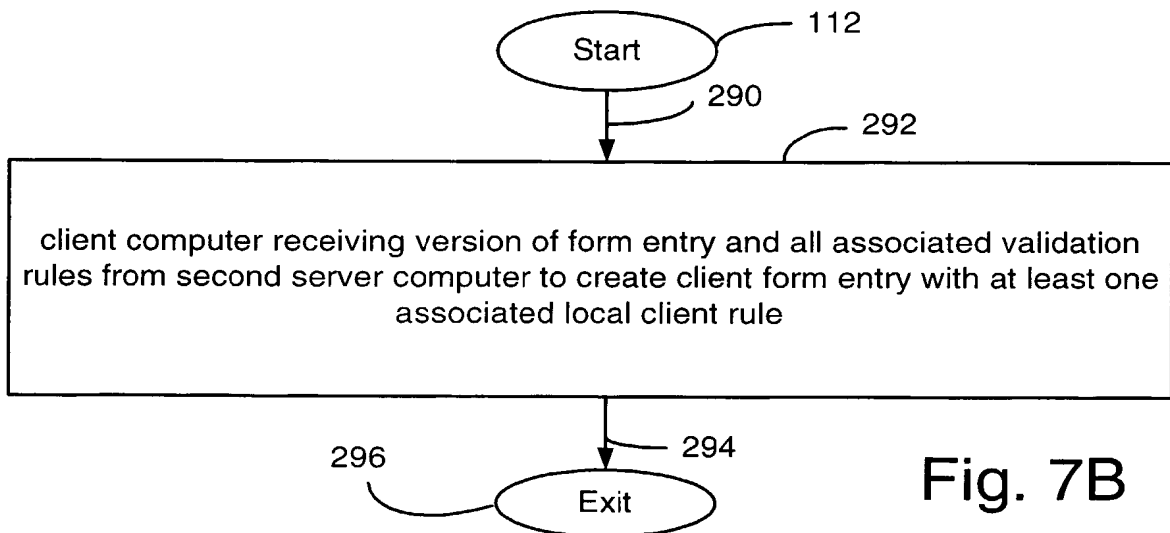 Start
112
290
292
client computer receiving version of form entry and all associated validation
rules from second server computer to create client form entry with at least one
associated local client rule
294
296
Exit
Fig. 7B